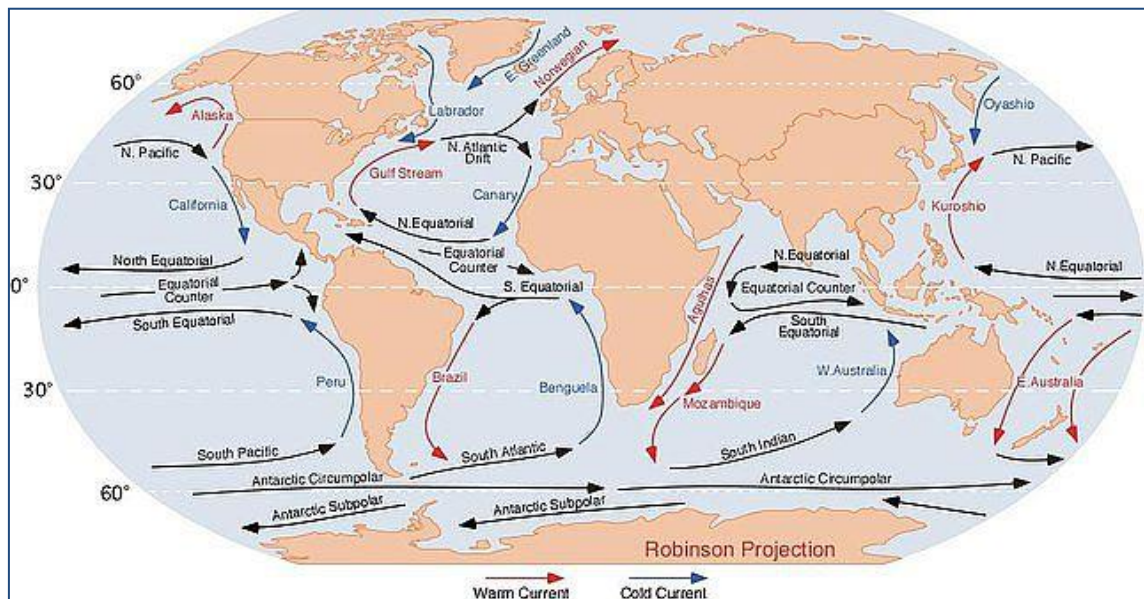 60°
30°
0°
30°
60°
Alaska
N. Pacific
California
North Equatorial
Equatorial
Counter
South Equatorial
Peru
South Pacific
Labrador
E. Greenland
Norwegian
N. Atlantic
Drift
Gulf Stream
Canary
N.Equatorial
Equatorial
Counter
S. Equatorial
Brazil
Benguela
South Atlantic
Antarctic Circumpolar
Antarctic Subpolar
Antarctic Subpolar
Agulhas
Mozambique
N.Equatorial
Equatorial Counter
South
Equatorial
W.Australia
South Indian
Antarctic Circumpolar
Oyashio
N. Pacific
Kuroshio
N.Equatorial
E.Australia
Robinson Projection
Warm Current
Cold Current